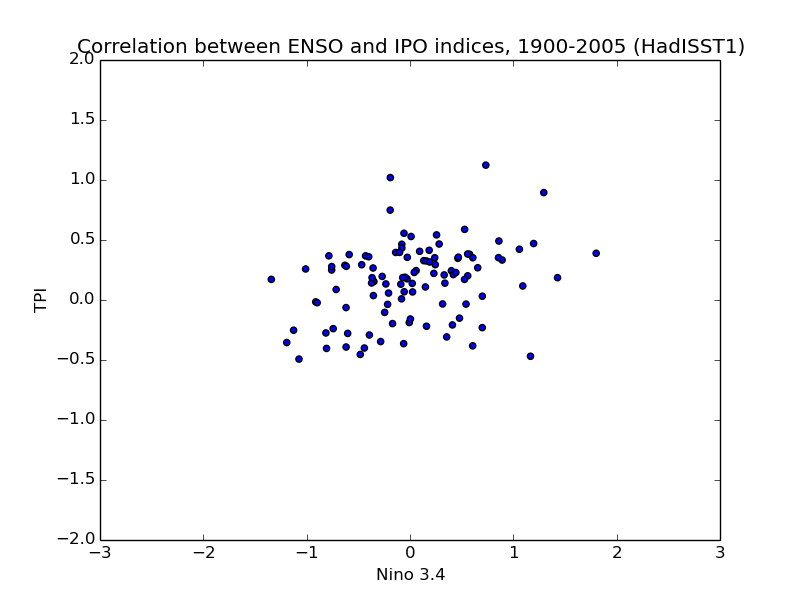 Correlation between ENSO and IPO indices, 1900-2005 (HadISST1)
2.0
1.5
1.0
0.5
0.0
−0.5
−1.0
−1.5
−2.0
TPI
−3 −2 −1 0 1 2 3
Nino 3.4